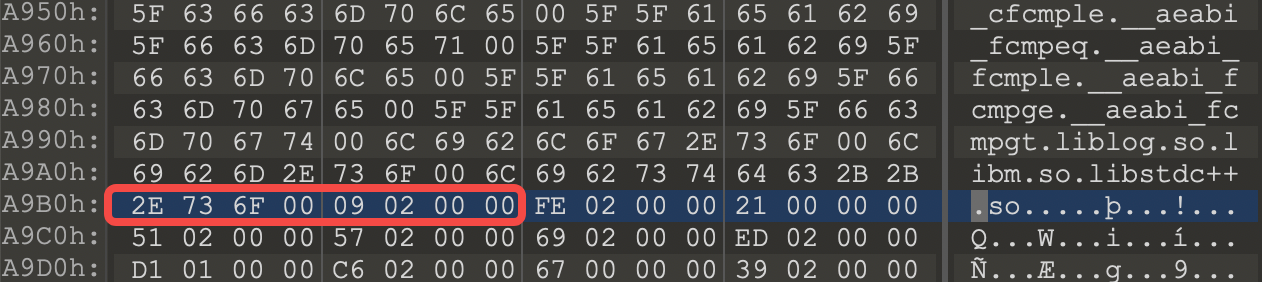 A950h: 5F 63 66 63 6D 70 6C 65 00 5F 5F 61 65 61 62 69 _cfcmple.__aeabi
A960h: 5F 66 63 6D 70 65 71 00 5F 5F 61 65 61 62 69 5F _fcmpeq.__aeabi_
A970h: 66 63 6D 70 6C 65 00 5F 5F 61 65 61 62 69 5F 66 fcmple.__aeabi_f
A980h: 63 6D 70 67 65 00 5F 5F 61 65 61 62 69 5F 66 63 cmpge.__aeabi_fc
A990h: 6D 70 67 74 00 6C 69 62 6C 6F 67 2E 73 6F 00 6C mpgt.liblog.so.l
A9A0h: 69 62 6D 2E 73 6F 00 6C 69 62 73 74 64 63 2B 2B ibm.so.libstdc++
A9B0h: 2E 73 6F 00 09 02 00 00 FE 02 00 00 21 00 00 00 .so.....þ...!...
A9C0h: 51 02 00 00 57 02 00 00 69 02 00 00 ED 02 00 00 Q...W...i...í...
A9D0h: D1 01 00 00 C6 02 00 00 67 00 00 00 39 02 00 00 Ñ...Æ...g...9...